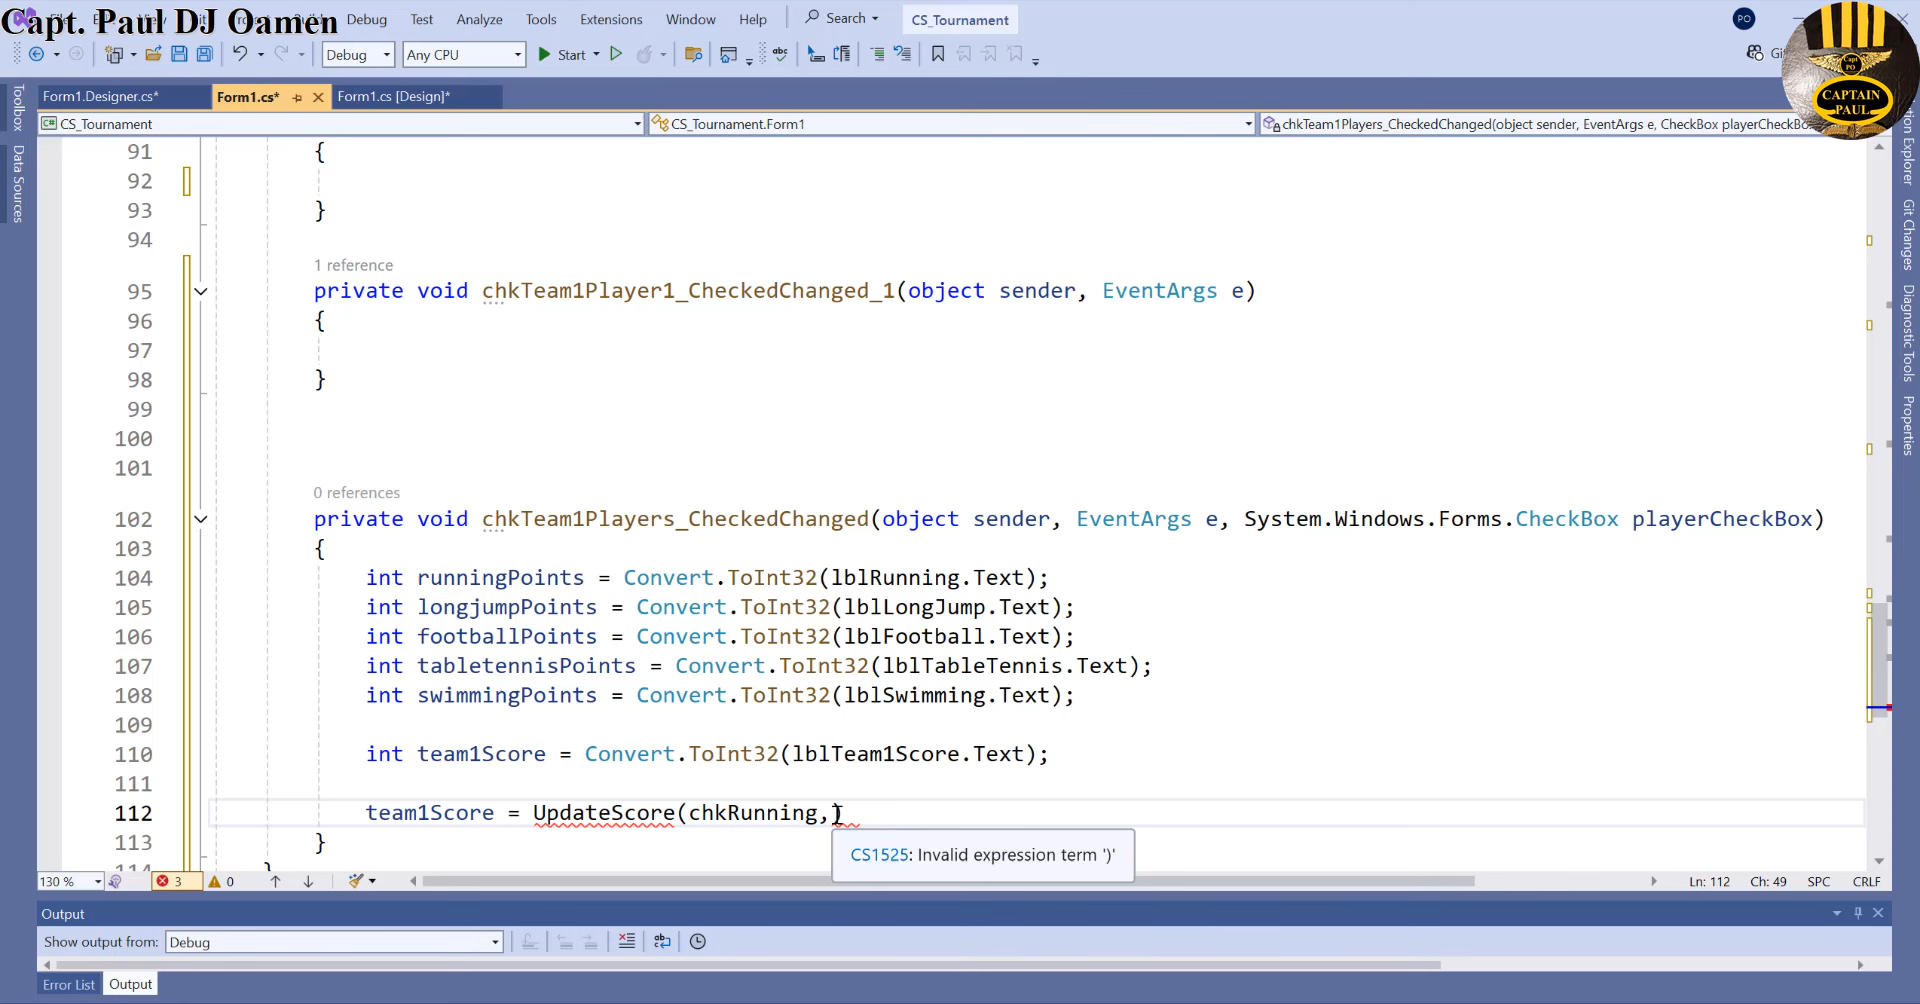 Capt. Paul DJ Oamen
File Debug Test Analyze Tools Extensions Window Help Search CS_Tournament PO
Debug Any CPU Start
Form1.Designer.cs* Form1.cs* Form1.cs [Design]*
CS_Tournament CS_Tournament.Form1 chkTeam1Players_CheckedChanged(object sender, EventArgs e, CheckBox playerCheckBo
Capt PO
CAPTAIN
PAUL
Toolbox
Data Sources
Git Changes
Diagnostic Tools
Properties
91 {
92
93 }
94
1 reference
95 private void chkTeam1Player1_CheckedChanged_1(object sender, EventArgs e)
96 {
97
98 }
99
100
101
0 references
102 private void chkTeam1Players_CheckedChanged(object sender, EventArgs e, System.Windows.Forms.CheckBox playerCheckBox)
103 {
104 int runningPoints = Convert.ToInt32(lblRunning.Text);
105 int longjumpPoints = Convert.ToInt32(lblLongJump.Text);
106 int footballPoints = Convert.ToInt32(lblFootball.Text);
107 int tabletennisPoints = Convert.ToInt32(lblTableTennis.Text);
108 int swimmingPoints = Convert.ToInt32(lblSwimming.Text);
109
110 int team1Score = Convert.ToInt32(lblTeam1Score.Text);
111
112 team1Score = UpdateScore(chkRunning,)
113 }
CS1525: Invalid expression term ')'
130 % 3 0 Ln: 112 Ch: 49 SPC CRLF
Output
Show output from: Debug
Error List Output